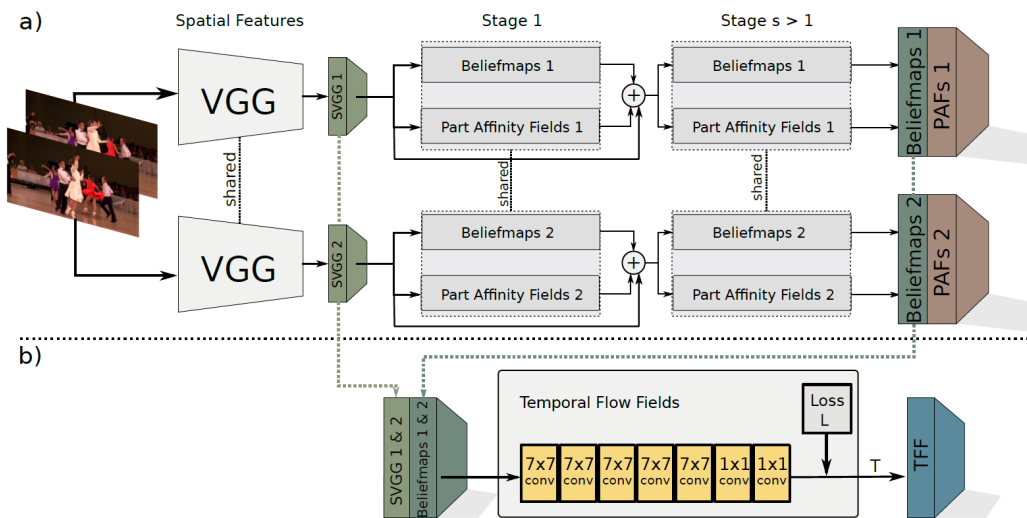 a)
Spatial Features
Stage 1
Stage s > 1
VGG
SVGG 1
Beliefmaps 1
Part Affinity Fields 1
+
Beliefmaps 1
Part Affinity Fields 1
Beliefmaps 1
PAFs 1
shared
shared
shared
VGG
SVGG 2
Beliefmaps 2
Part Affinity Fields 2
+
Beliefmaps 2
Part Affinity Fields 2
Beliefmaps 2
PAFs 2
b)
SVGG 1 & 2
Beliefmaps 1 & 2
Temporal Flow Fields
7x7
conv
7x7
conv
7x7
conv
7x7
conv
7x7
conv
1x1
conv
1x1
conv
Loss
L
T
TFF